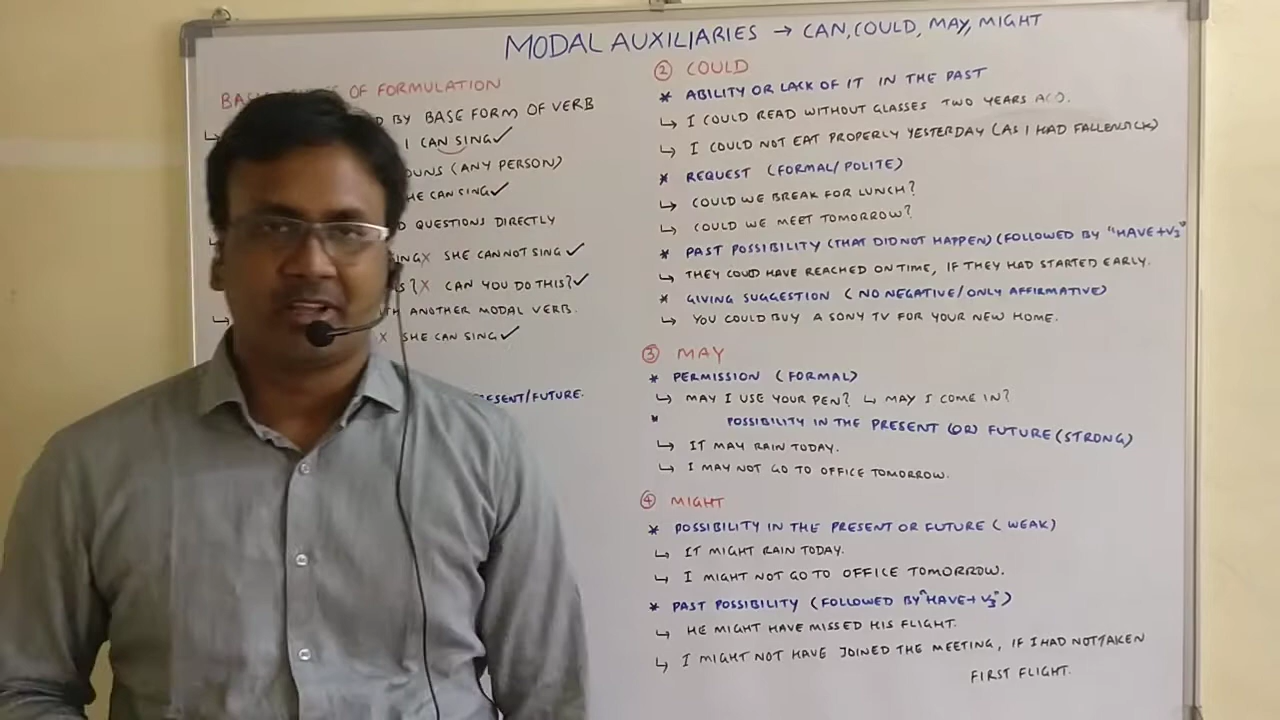 MODAL AUXILIARIES → CAN, COULD, MAY, MIGHT
OF FORMULATION
BY BASE FORM OF VERB
I CAN SING ✓
(ANY PERSON)
CAN SING ✓
QUESTIONS DIRECTLY
X SHE CANNOT SING ✓
? X CAN YOU DO THIS? ✓
ANOTHER MODAL VERB.
X SHE CAN SING ✓
/FUTURE.
② COULD
* ABILITY OR LACK OF IT IN THE PAST
↳ I COULD READ WITHOUT GLASSES TWO YEARS AGO.
↳ I COULD NOT EAT PROPERLY YESTERDAY (AS I HAD FALLEN SICK)
* REQUEST (FORMAL/POLITE)
↳ COULD WE BREAK FOR LUNCH?
↳ COULD WE MEET TOMORROW?
* PAST POSSIBILITY (THAT DID NOT HAPPEN) (FOLLOWED BY "HAVE+V3"
↳ THEY COULD HAVE REACHED ON TIME, IF THEY HAD STARTED EARLY.
* GIVING SUGGESTION (NO NEGATIVE/ONLY AFFIRMATIVE)
↳ YOU COULD BUY A SONY TV FOR YOUR NEW HOME.
③ MAY
* PERMISSION (FORMAL)
↳ MAY I USE YOUR PEN? ↳ MAY I COME IN?
* POSSIBILITY IN THE PRESENT (OR) FUTURE (STRONG)
↳ IT MAY RAIN TODAY.
↳ I MAY NOT GO TO OFFICE TOMORROW.
④ MIGHT
* POSSIBILITY IN THE PRESENT OR FUTURE (WEAK)
↳ IT MIGHT RAIN TODAY.
↳ I MIGHT NOT GO TO OFFICE TOMORROW.
* PAST POSSIBILITY (FOLLOWED BY "HAVE+V3")
↳ HE MIGHT HAVE MISSED HIS FLIGHT.
↳ I MIGHT NOT HAVE JOINED THE MEETING, IF I HAD NOT TAKEN
FIRST FLIGHT.